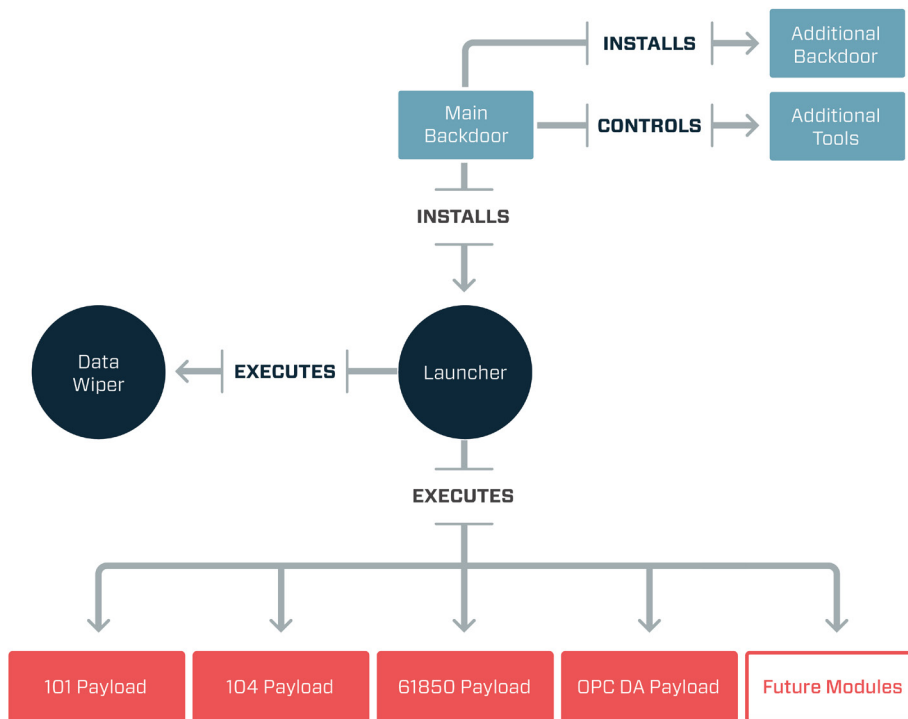 INSTALLS
Additional
Backdoor
Main
Backdoor
CONTROLS
Additional
Tools
INSTALLS
Data
Wiper
EXECUTES
Launcher
EXECUTES
101 Payload
104 Payload
61850 Payload
OPC DA Payload
Future Modules